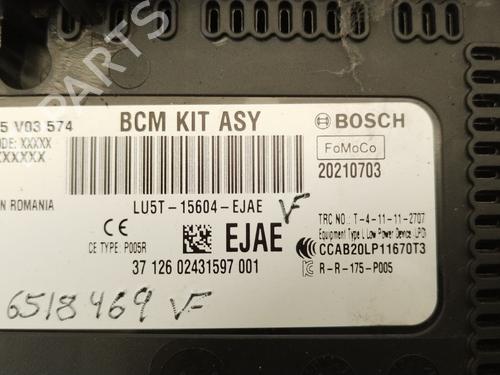 5 V03 574
BCM KIT ASY
BOSCH
ODE: XXXXX
XXXXXX
FoMoCo
20210703
N ROMANIA
LU5T-15604-EJAE VF
TRC NO : T-4-11-11-2707
Equipment Type I, Low Power Device (LPD)
CE
CE TYPE: P005R
EJAE
CCAB20LP11670T3
37 126 02431597 001
R-R-175-P005
6518469 VF